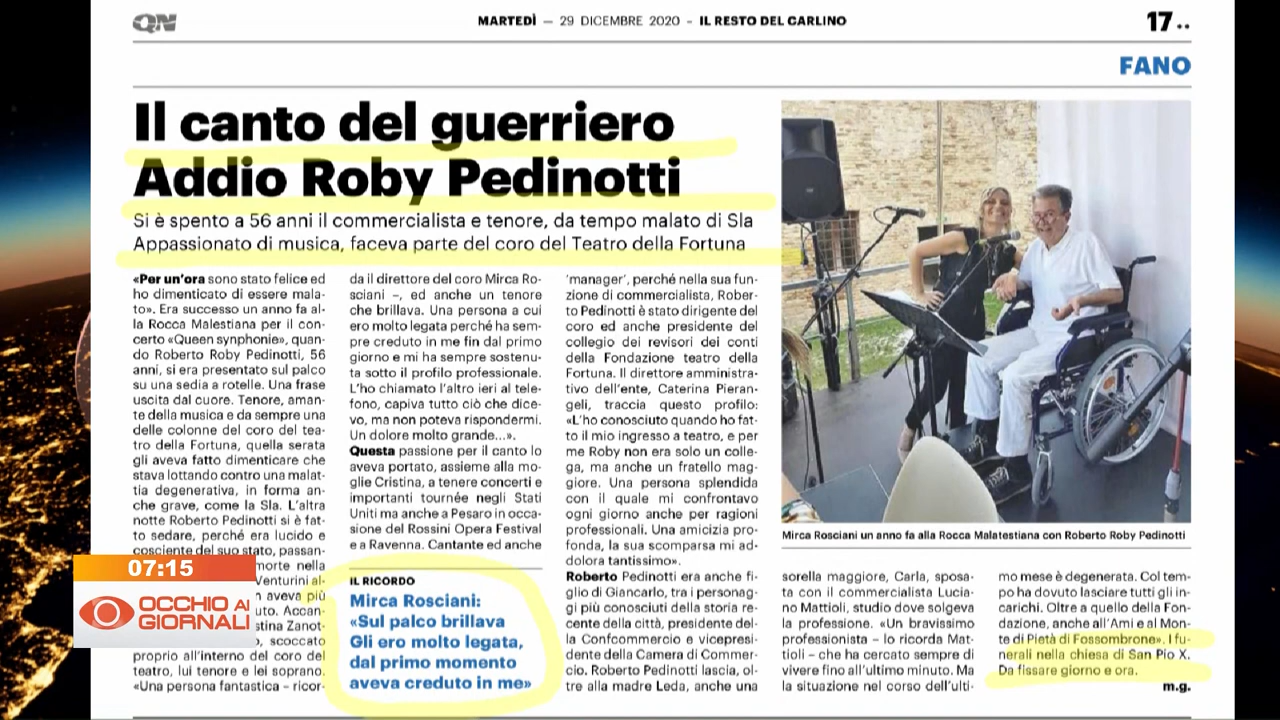 QN
MARTEDÌ — 29 DICEMBRE 2020 – IL RESTO DEL CARLINO
17 ..
FANO
Il canto del guerriero
Addio Roby Pedinotti
Si è spento a 56 anni il commercialista e tenore, da tempo malato di Sla
Appassionato di musica, faceva parte del coro del Teatro della Fortuna
«Per un'ora sono stato felice ed
ho dimenticato di essere mala-
to». Era successo un anno fa al-
la Rocca Malestiana per il con-
certo «Queen synphonie», quan-
do Roberto Roby Pedinotti, 56
anni, si era presentato sul palco
su una sedia a rotelle. Una frase
uscita dal cuore. Tenore, aman-
te della musica e da sempre una
delle colonne del coro del tea-
tro della Fortuna, quella serata
gli aveva fatto dimenticare che
stava lottando contro una malat-
tia degenerativa, in forma an-
che grave, come la Sla. L'altra
notte Roberto Pedinotti si è fat-
to sedare, perché era lucido e
cosciente del suo stato, passan-
morte nella
Venturini al-
n aveva più
uto. Accan-
stina Zanot-
o, scoccato
proprio all'interno del coro del
teatro, lui tenore e lei soprano.
«Una persona fantastica – ricor-
da il direttore del coro Mirca Ro-
sciani –, ed anche un tenore
che brillava. Una persona a cui
ero molto legata perché ha sem-
pre creduto in me fin dal primo
giorno e mi ha sempre sostenu-
ta sotto il profilo professionale.
L'ho chiamato l'altro ieri al tele-
fono, capiva tutto ciò che dice-
vo, ma non poteva rispondermi.
Un dolore molto grande...».
Questa passione per il canto lo
aveva portato, assieme alla mo-
glie Cristina, a tenere concerti e
importanti tournée negli Stati
Uniti ma anche a Pesaro in occa-
sione del Rossini Opera Festival
e a Ravenna. Cantante ed anche
IL RICORDO
Mirca Rosciani:
«Sul palco brillava
Gli ero molto legata,
dal primo momento
aveva creduto in me»
'manager', perché nella sua fun-
zione di commercialista, Rober-
to Pedinotti è stato dirigente del
coro ed anche presidente del
collegio dei revisori dei conti
della Fondazione teatro della
Fortuna. Il direttore amministra-
tivo dell'ente, Caterina Pieran-
geli, traccia questo profilo:
«L'ho conosciuto quando ho fat-
to il mio ingresso a teatro, e per
me Roby non era solo un colle-
ga, ma anche un fratello mag-
giore. Una persona splendida
con il quale mi confrontavo
ogni giorno anche per ragioni
professionali. Una amicizia pro-
fonda, la sua scomparsa mi ad-
dolora tantissimo».
Roberto Pedinotti era anche fi-
glio di Giancarlo, tra i personag-
gi più conosciuti della storia re-
cente della città, presidente del-
la Confcommercio e vicepresi-
dente della Camera di Commer-
cio. Roberto Pedinotti lascia, ol-
tre alla madre Leda, anche una
Mirca Rosciani un anno fa alla Rocca Malatestiana con Roberto Roby Pedinotti
sorella maggiore, Carla, sposa-
ta con il commercialista Lucia-
no Mattioli, studio dove solgeva
la professione. «Un bravissimo
professionista – lo ricorda Mat-
tioli – che ha cercato sempre di
vivere fino all'ultimo minuto. Ma
la situazione nel corso dell'ulti-
mo mese è degenerata. Col tem-
po ha dovuto lasciare tutti gli in-
carichi. Oltre a quello della Fon-
dazione, anche all'Ami e al Mon-
te di Pietà di Fossombrone». I fu-
nerali nella chiesa di San Pio X.
Da fissare giorno e ora.
m.g.
07:15
OCCHIO AI
GIORNALI